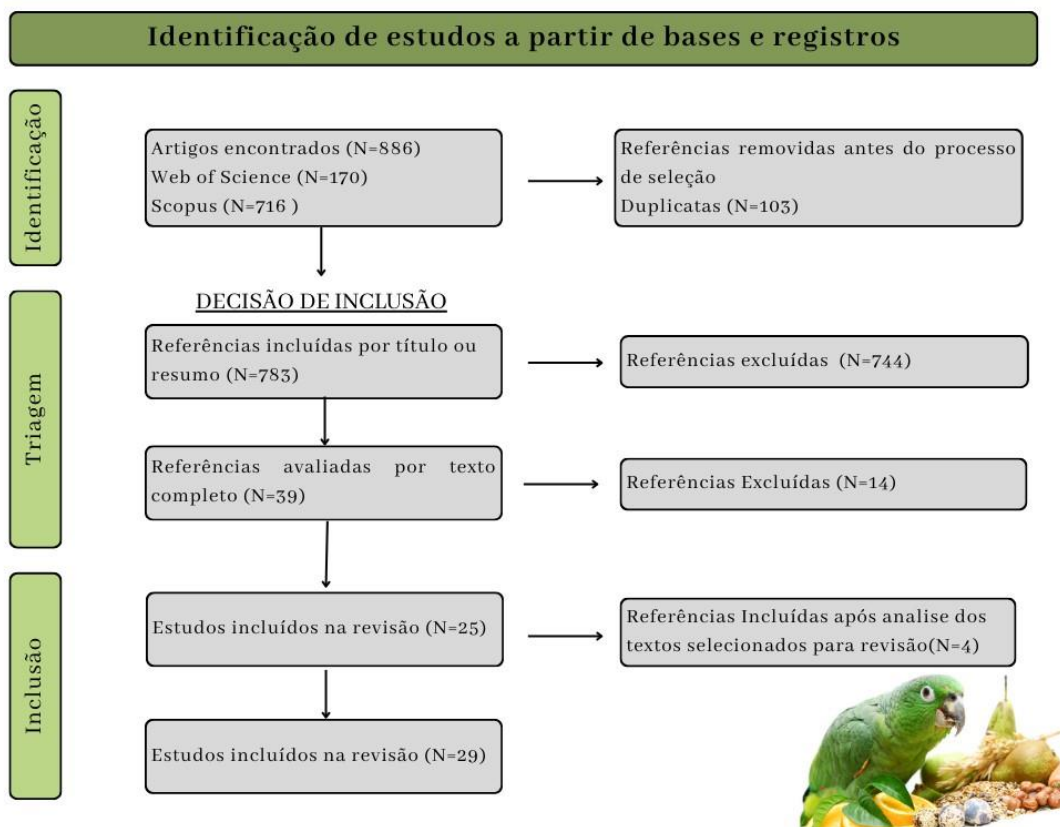 Identificação de estudos a partir de bases e registros
Identificação
Artigos encontrados (N=886)
Web of Science (N=170)
Scopus (N=716 )
Referências removidas antes do processo
de seleção
Duplicatas (N=103)
Triagem
DECISÃO DE INCLUSÃO
Referências incluídas por título ou
resumo (N=783)
Referências excluídas (N=744)
Referências avaliadas por texto
completo (N=39)
Referências Excluídas (N=14)
Inclusão
Estudos incluídos na revisão (N=25)
Referências Incluídas após analise dos
textos selecionados para revisão(N=4)
Estudos incluídos na revisão (N=29)